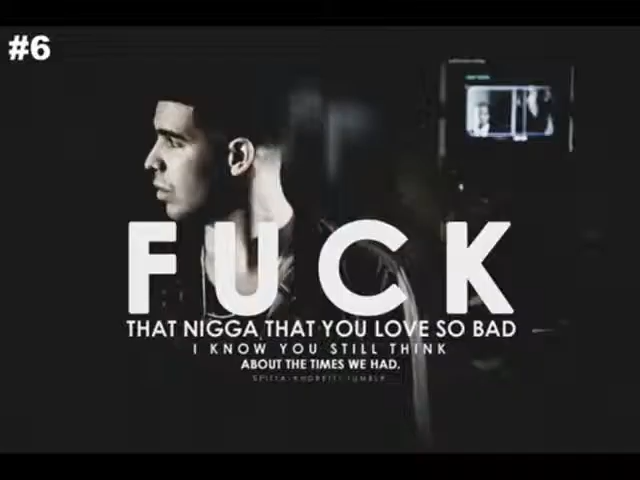 #6
FUCK
THAT NIGGA THAT YOU LOVE SO BAD
I KNOW YOU STILL THINK
ABOUT THE TIMES WE HAD.